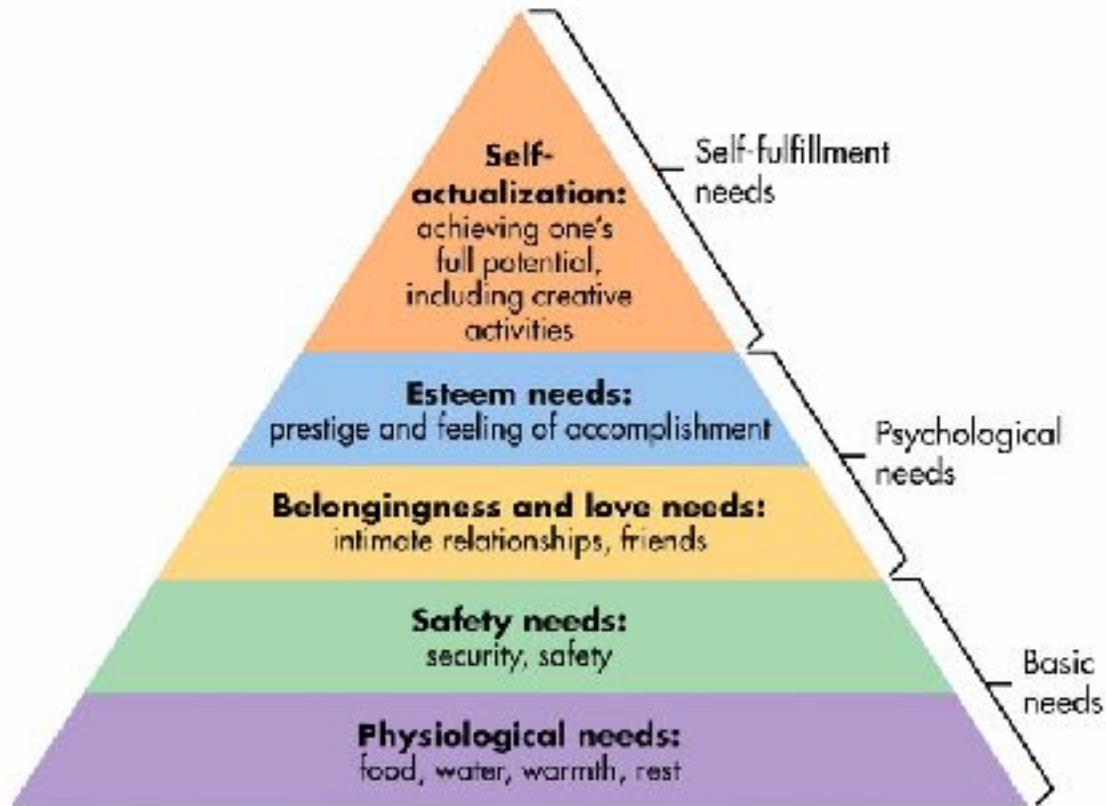 Self-
actualization:
achieving one's
full potential,
including creative
activities
Self-fulfillment
needs
Esteem needs:
prestige and feeling of accomplishment
Psychological
needs
Belongingness and love needs:
intimate relationships, friends
Safety needs:
security, safety
Basic
needs
Physiological needs:
food, water, warmth, rest